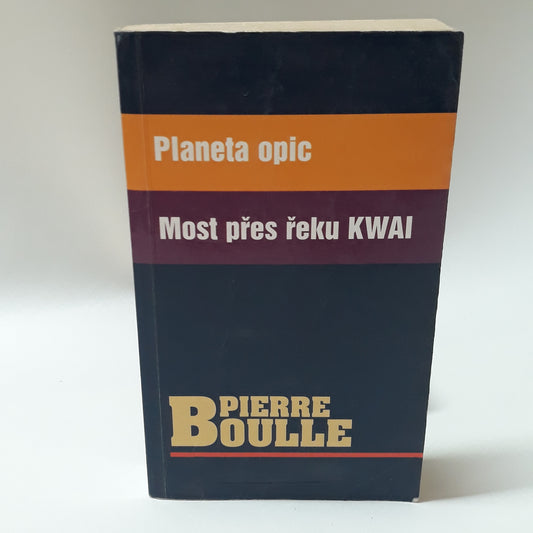 Planeta opic
Most přes řeku KWAI
PIERRE
BOULLE